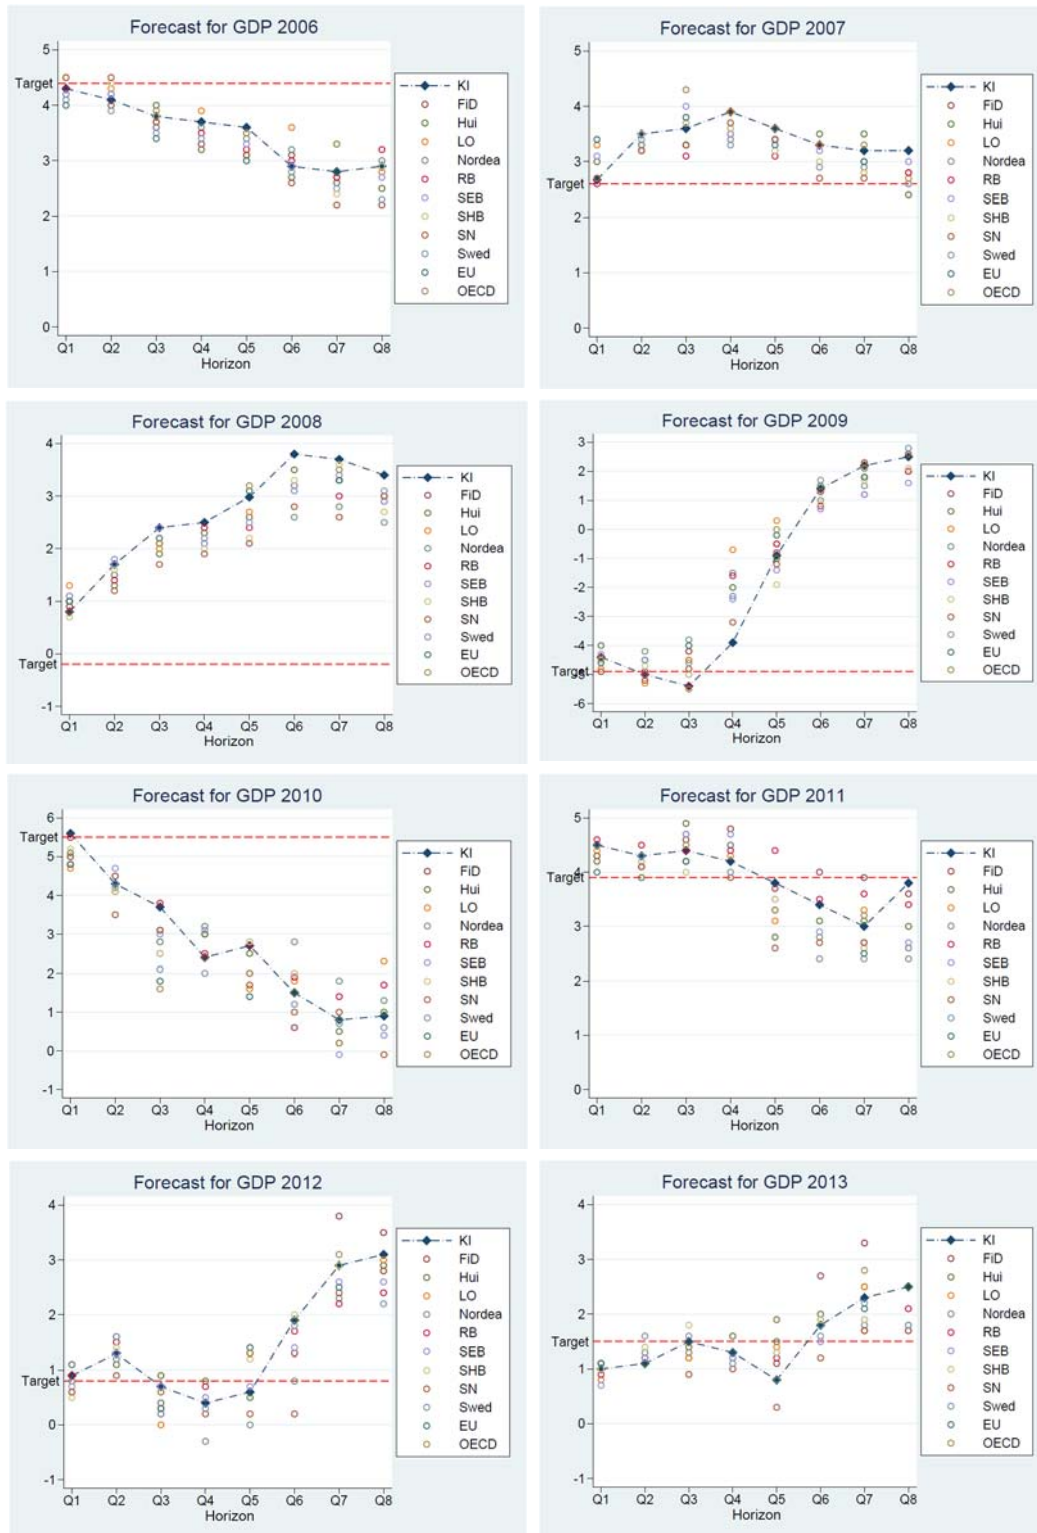 Forecast for GDP 2006
5
Target
4
3
2
1
0
Q1 Q2 Q3 Q4 Q5 Q6 Q7 Q8
Horizon
KI
FiD
Hui
LO
Nordea
RB
SEB
SHB
SN
Swed
EU
OECD
Forecast for GDP 2007
5
4
3
Target
2
1
0
Q1 Q2 Q3 Q4 Q5 Q6 Q7 Q8
Horizon
KI
FiD
Hui
LO
Nordea
RB
SEB
SHB
SN
Swed
EU
OECD
Forecast for GDP 2008
4
3
2
1
0
Target
-1
Q1 Q2 Q3 Q4 Q5 Q6 Q7 Q8
Horizon
KI
FiD
Hui
LO
Nordea
RB
SEB
SHB
SN
Swed
EU
OECD
Forecast for GDP 2009
3
2
1
0
-1
-2
-3
-4
Target
-5
-6
Q1 Q2 Q3 Q4 Q5 Q6 Q7 Q8
Horizon
KI
FiD
Hui
LO
Nordea
RB
SEB
SHB
SN
Swed
EU
OECD
Forecast for GDP 2010
6
Target
5
4
3
2
1
0
-1
Q1 Q2 Q3 Q4 Q5 Q6 Q7 Q8
Horizon
KI
FiD
Hui
LO
Nordea
RB
SEB
SHB
SN
Swed
EU
OECD
Forecast for GDP 2011
5
4
Target
3
2
1
0
Q1 Q2 Q3 Q4 Q5 Q6 Q7 Q8
Horizon
KI
FiD
Hui
LO
Nordea
RB
SEB
SHB
SN
Swed
EU
OECD
Forecast for GDP 2012
4
3
2
1
Target
0
-1
Q1 Q2 Q3 Q4 Q5 Q6 Q7 Q8
Horizon
KI
FiD
Hui
LO
Nordea
RB
SEB
SHB
SN
Swed
EU
OECD
Forecast for GDP 2013
4
3
2
Target
1
0
-1
Q1 Q2 Q3 Q4 Q5 Q6 Q7 Q8
Horizon
KI
FiD
Hui
LO
Nordea
RB
SEB
SHB
SN
Swed
EU
OECD